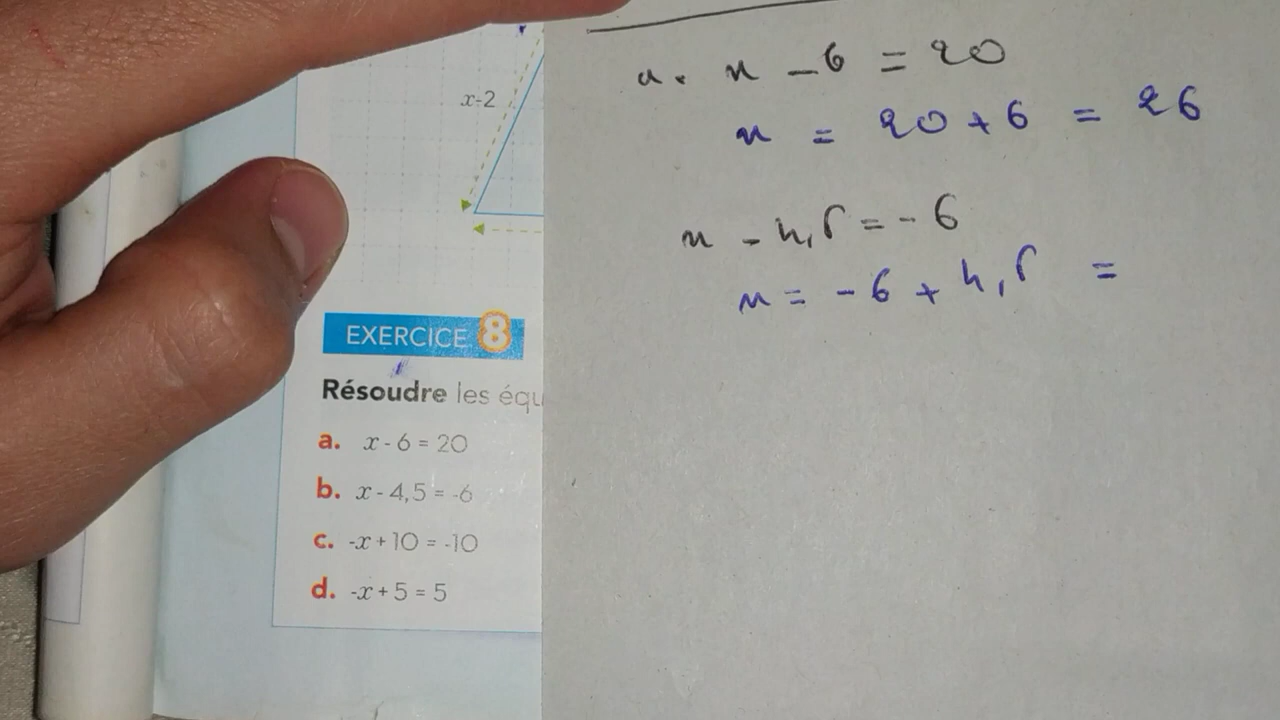 x÷2
EXERCICE 8
Résoudre les équ
a. x - 6 = 20
b. x - 4,5 = -6
c. -x + 10 = -10
d. -x + 5 = 5
a. x - 6 = 20
x = 20 + 6 = 26
x - 4,5 = - 6
x = - 6 + 4,5 =